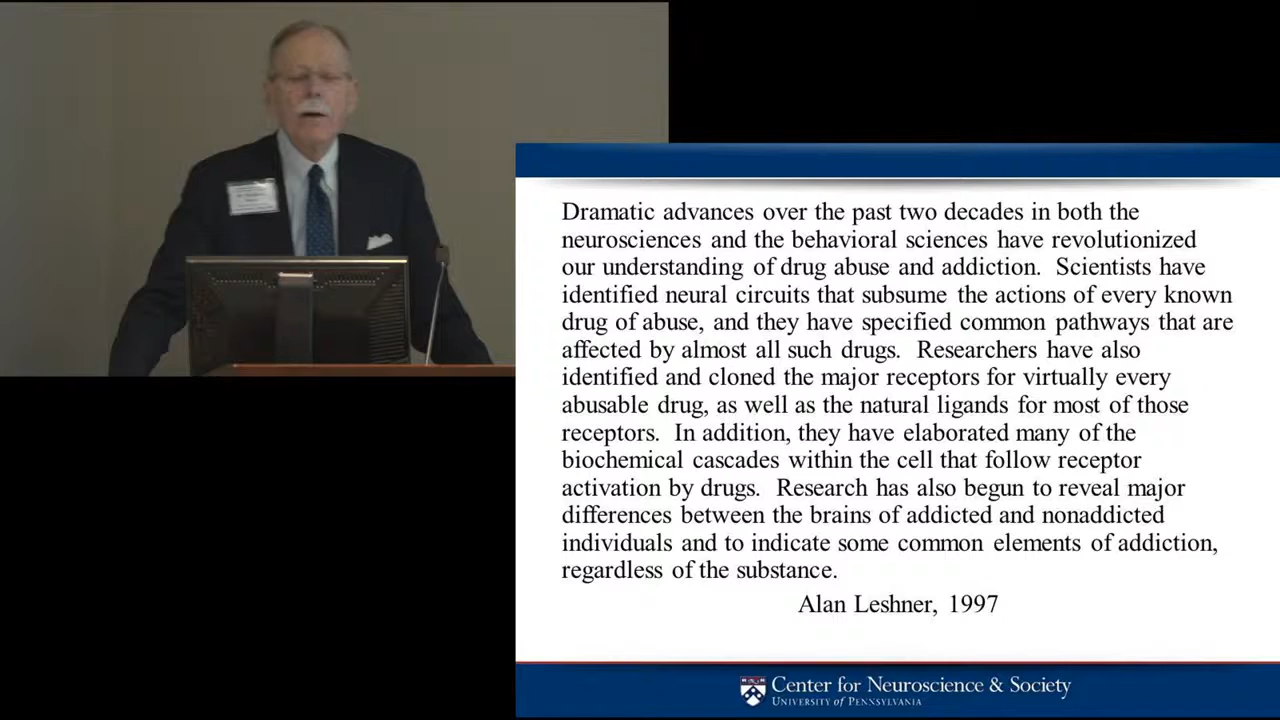 Dramatic advances over the past two decades in both the
neurosciences and the behavioral sciences have revolutionized
our understanding of drug abuse and addiction.  Scientists have
identified neural circuits that subsume the actions of every known
drug of abuse, and they have specified common pathways that are
affected by almost all such drugs.  Researchers have also
identified and cloned the major receptors for virtually every
abusable drug, as well as the natural ligands for most of those
receptors.  In addition, they have elaborated many of the
biochemical cascades within the cell that follow receptor
activation by drugs.  Research has also begun to reveal major
differences between the brains of addicted and nonaddicted
individuals and to indicate some common elements of addiction,
regardless of the substance.
Alan Leshner, 1997
Center for Neuroscience & Society
UNIVERSITY of PENNSYLVANIA